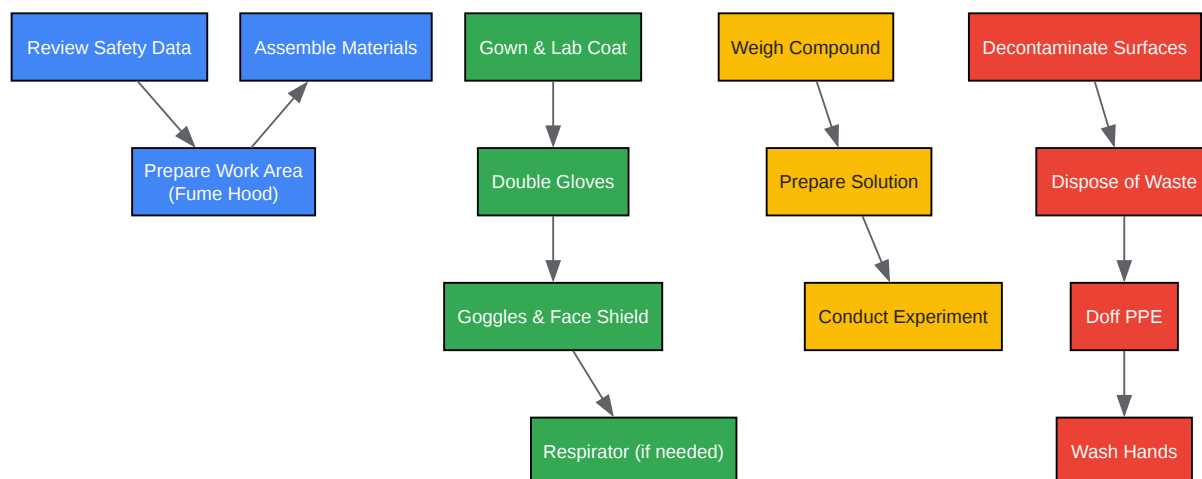 Review Safety Data
Assemble Materials
Prepare Work Area
(Fume Hood)
Gown & Lab Coat
Double Gloves
Goggles & Face Shield
Respirator (if needed)
Weigh Compound
Prepare Solution
Conduct Experiment
Decontaminate Surfaces
Dispose of Waste
Doff PPE
Wash Hands